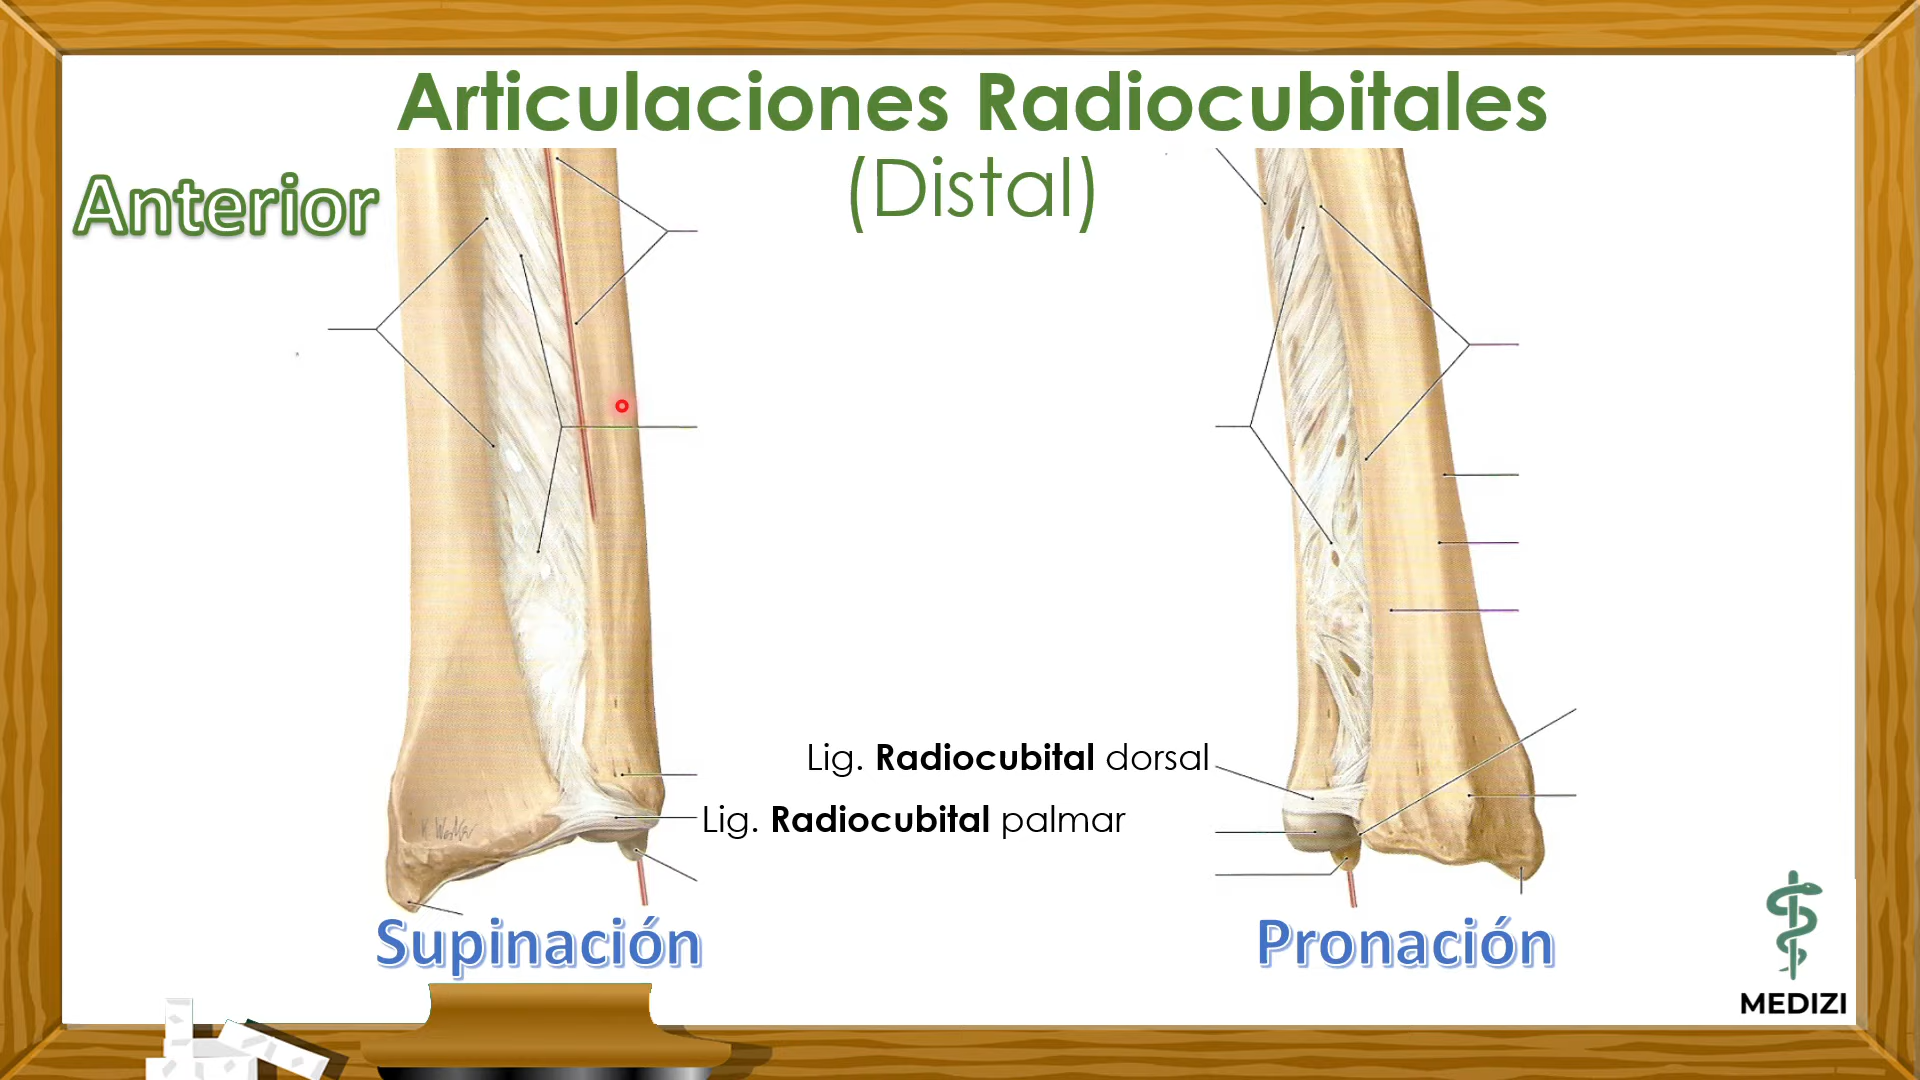 Articulaciones Radiocubitales
(Distal)
Anterior
Lig. Radiocubital dorsal
Lig. Radiocubital palmar
Supinación
Pronación
MEDIZI